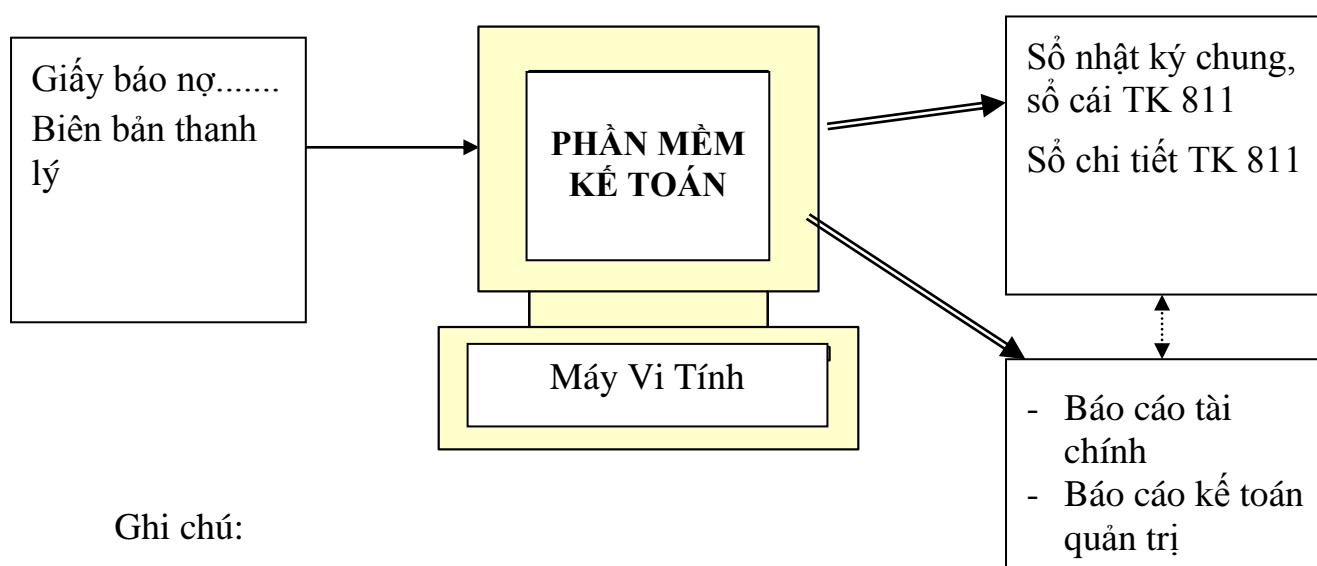 Giấy báo nợ.......
Biên bản thanh
lý
PHẦN MỀM
KẾ TOÁN
Máy Vi Tính
Sổ nhật ký chung,
sổ cái TK 811
Sổ chi tiết TK 811
- Báo cáo tài
chính
- Báo cáo kế toán
quản trị
Ghi chú: